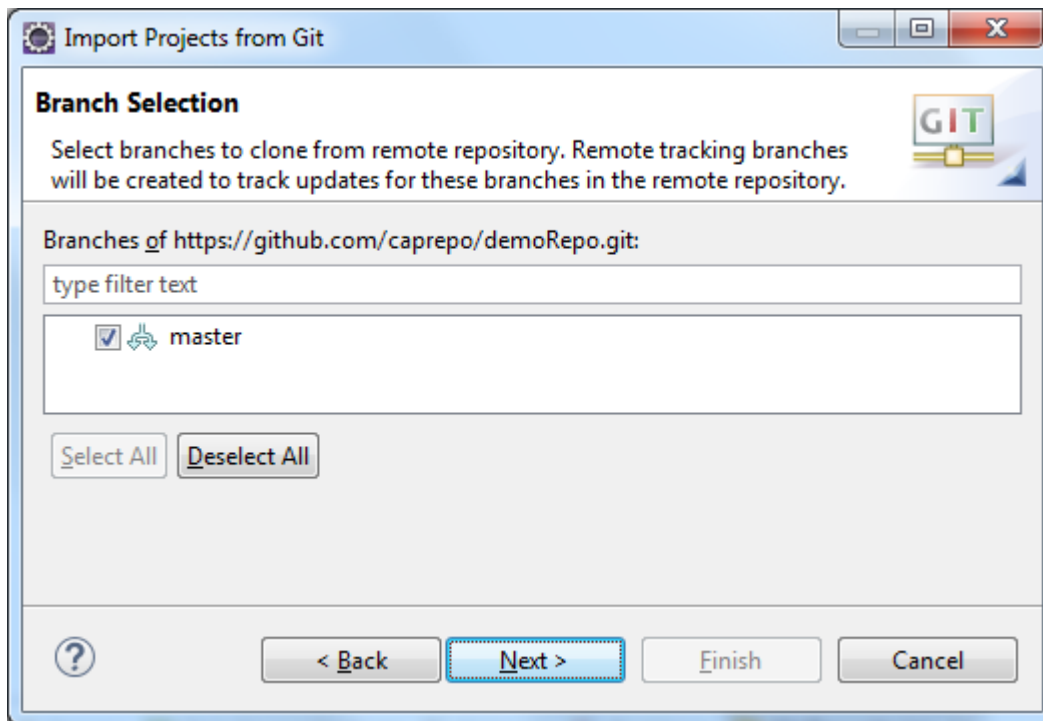 Import Projects from Git
Branch Selection
GIT
Select branches to clone from remote repository. Remote tracking branches
will be created to track updates for these branches in the remote repository.
Branches of https://github.com/caprepo/demoRepo.git:
type filter text
master
Select All Deselect All
? < Back Next > Finish Cancel